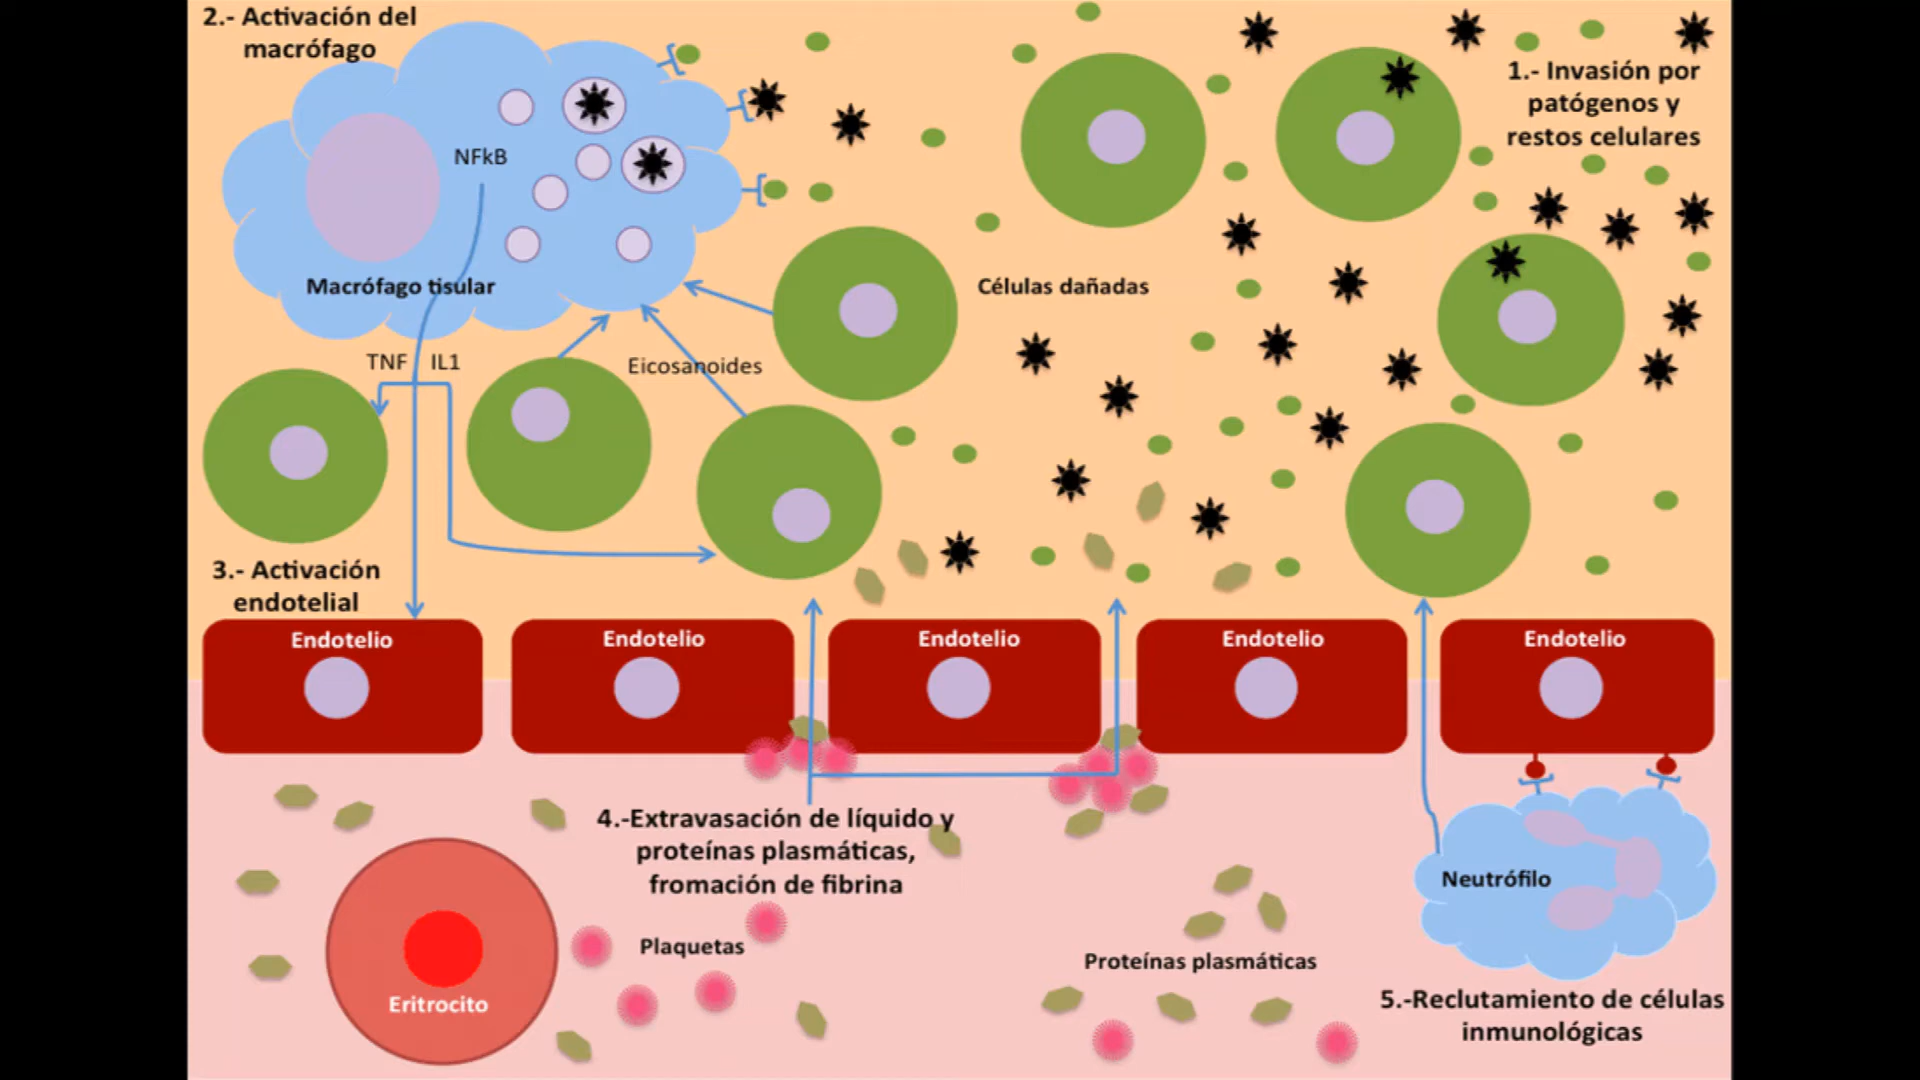 2.- Activación del
macrófago
1.- Invasión por
patógenos y
restos celulares
NFkB
Macrófago tisular
Células dañadas
TNF IL1
Eicosanoides
3.- Activación
endotelial
Endotelio
Endotelio
Endotelio
Endotelio
Endotelio
4.-Extravasación de líquido y
proteínas plasmáticas,
fromación de fibrina
Neutrófilo
Plaquetas
Proteínas plasmáticas
Eritrocito
5.-Reclutamiento de células
inmunológicas